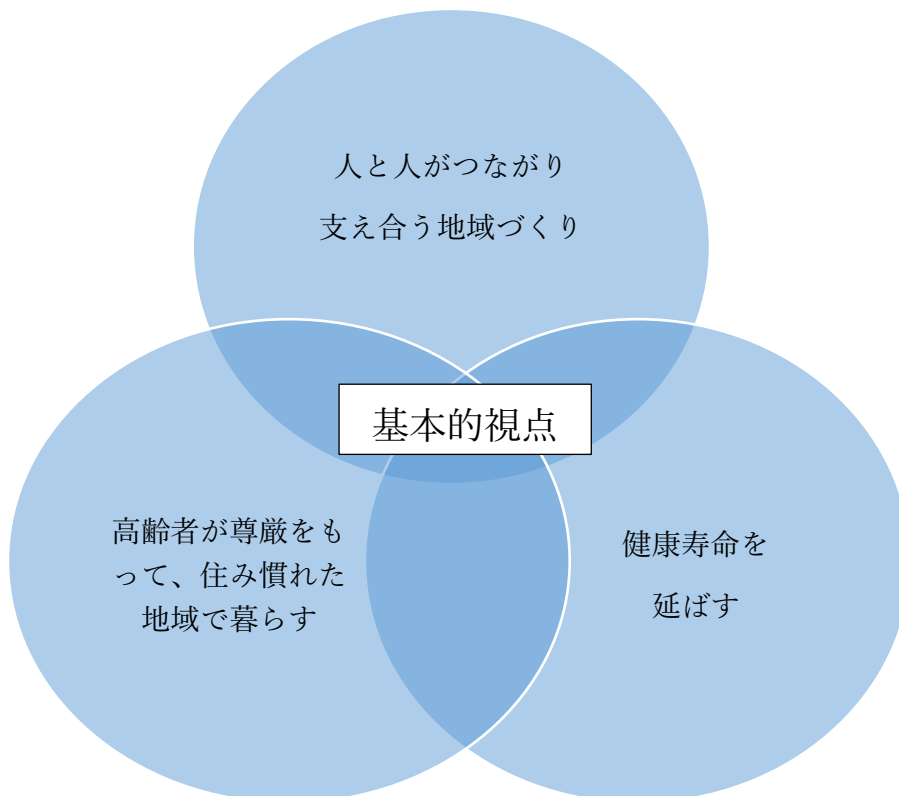 人と人がつながり
支え合う地域づくり
基本的視点
高齢者が尊厳をも
って、住み慣れた
地域で暮らす
健康寿命を
延ばす